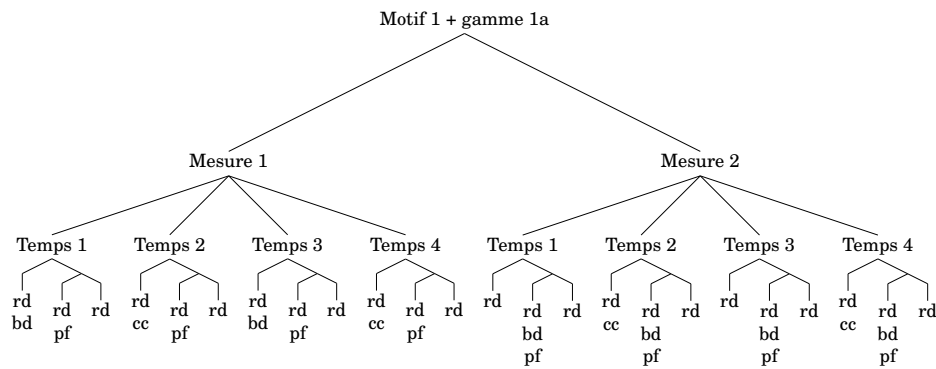 Motif 1 + gamme 1a
Mesure 1 Mesure 2
Temps 1 Temps 2 Temps 3 Temps 4 Temps 1 Temps 2 Temps 3 Temps 4
rd rd rd rd rd rd rd rd
rd rd rd rd rd rd rd rd rd rd rd rd rd rd rd rd
bd cc bd cc cc cc
pf pf pf pf bd bd bd bd
pf pf pf pf